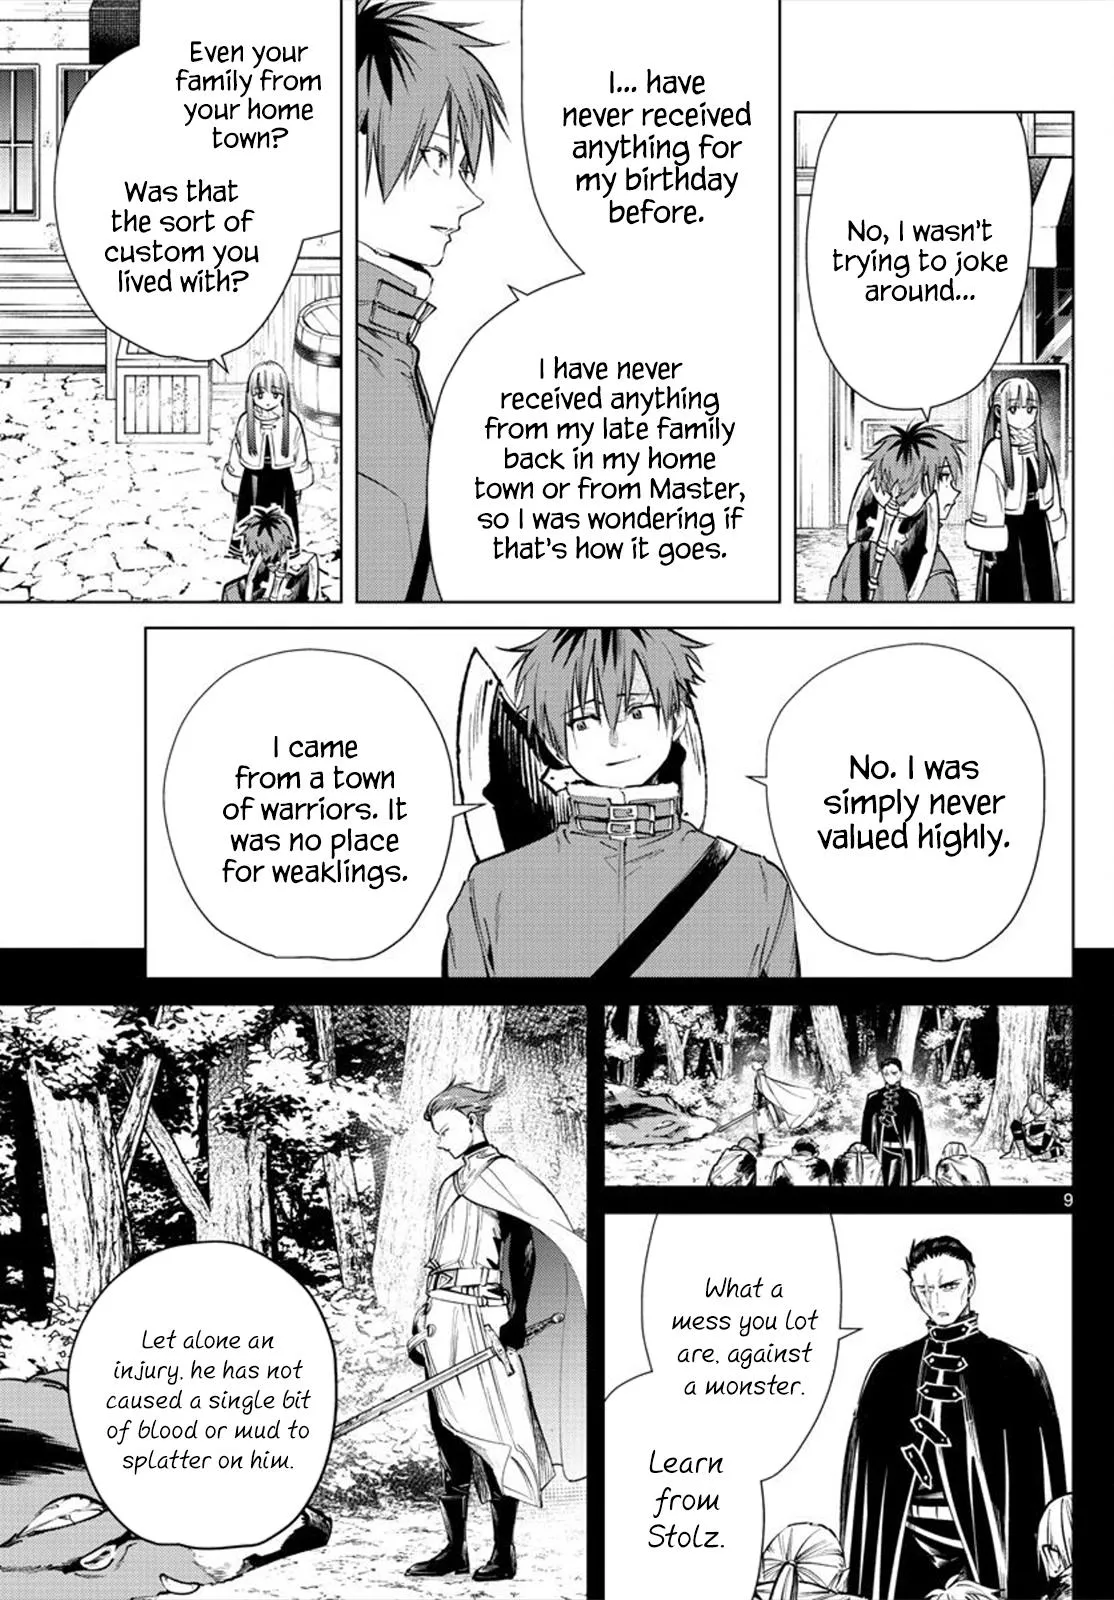 No, I wasn't
trying to joke
around...
I... have
never received
anything for
my birthday
before.
I have never
received anything
from my late family
back in my home
town or from Master,
so I was wondering if
that's how it goes.
Even your
family from
your home
town?
Was that
the sort of
custom you
lived with?
No. I was
simply never
valued highly.
I came
from a town
of warriors. It
was no place
for weaklings.
9
What a
mess you lot
are, against
a monster.
Learn
from
Stolz.
Let alone an
injury, he has not
caused a single bit
of blood or mud to
splatter on him.